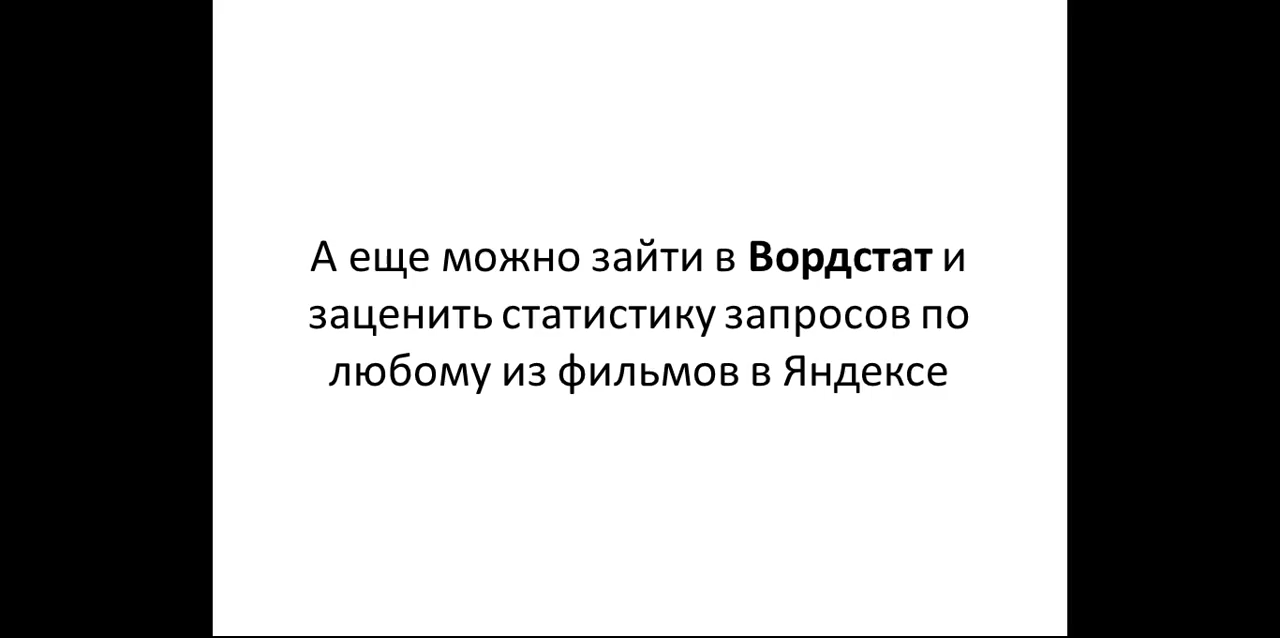 А еще можно зайти в Вордстат и
заценить статистику запросов по
любому из фильмов в Яндексе